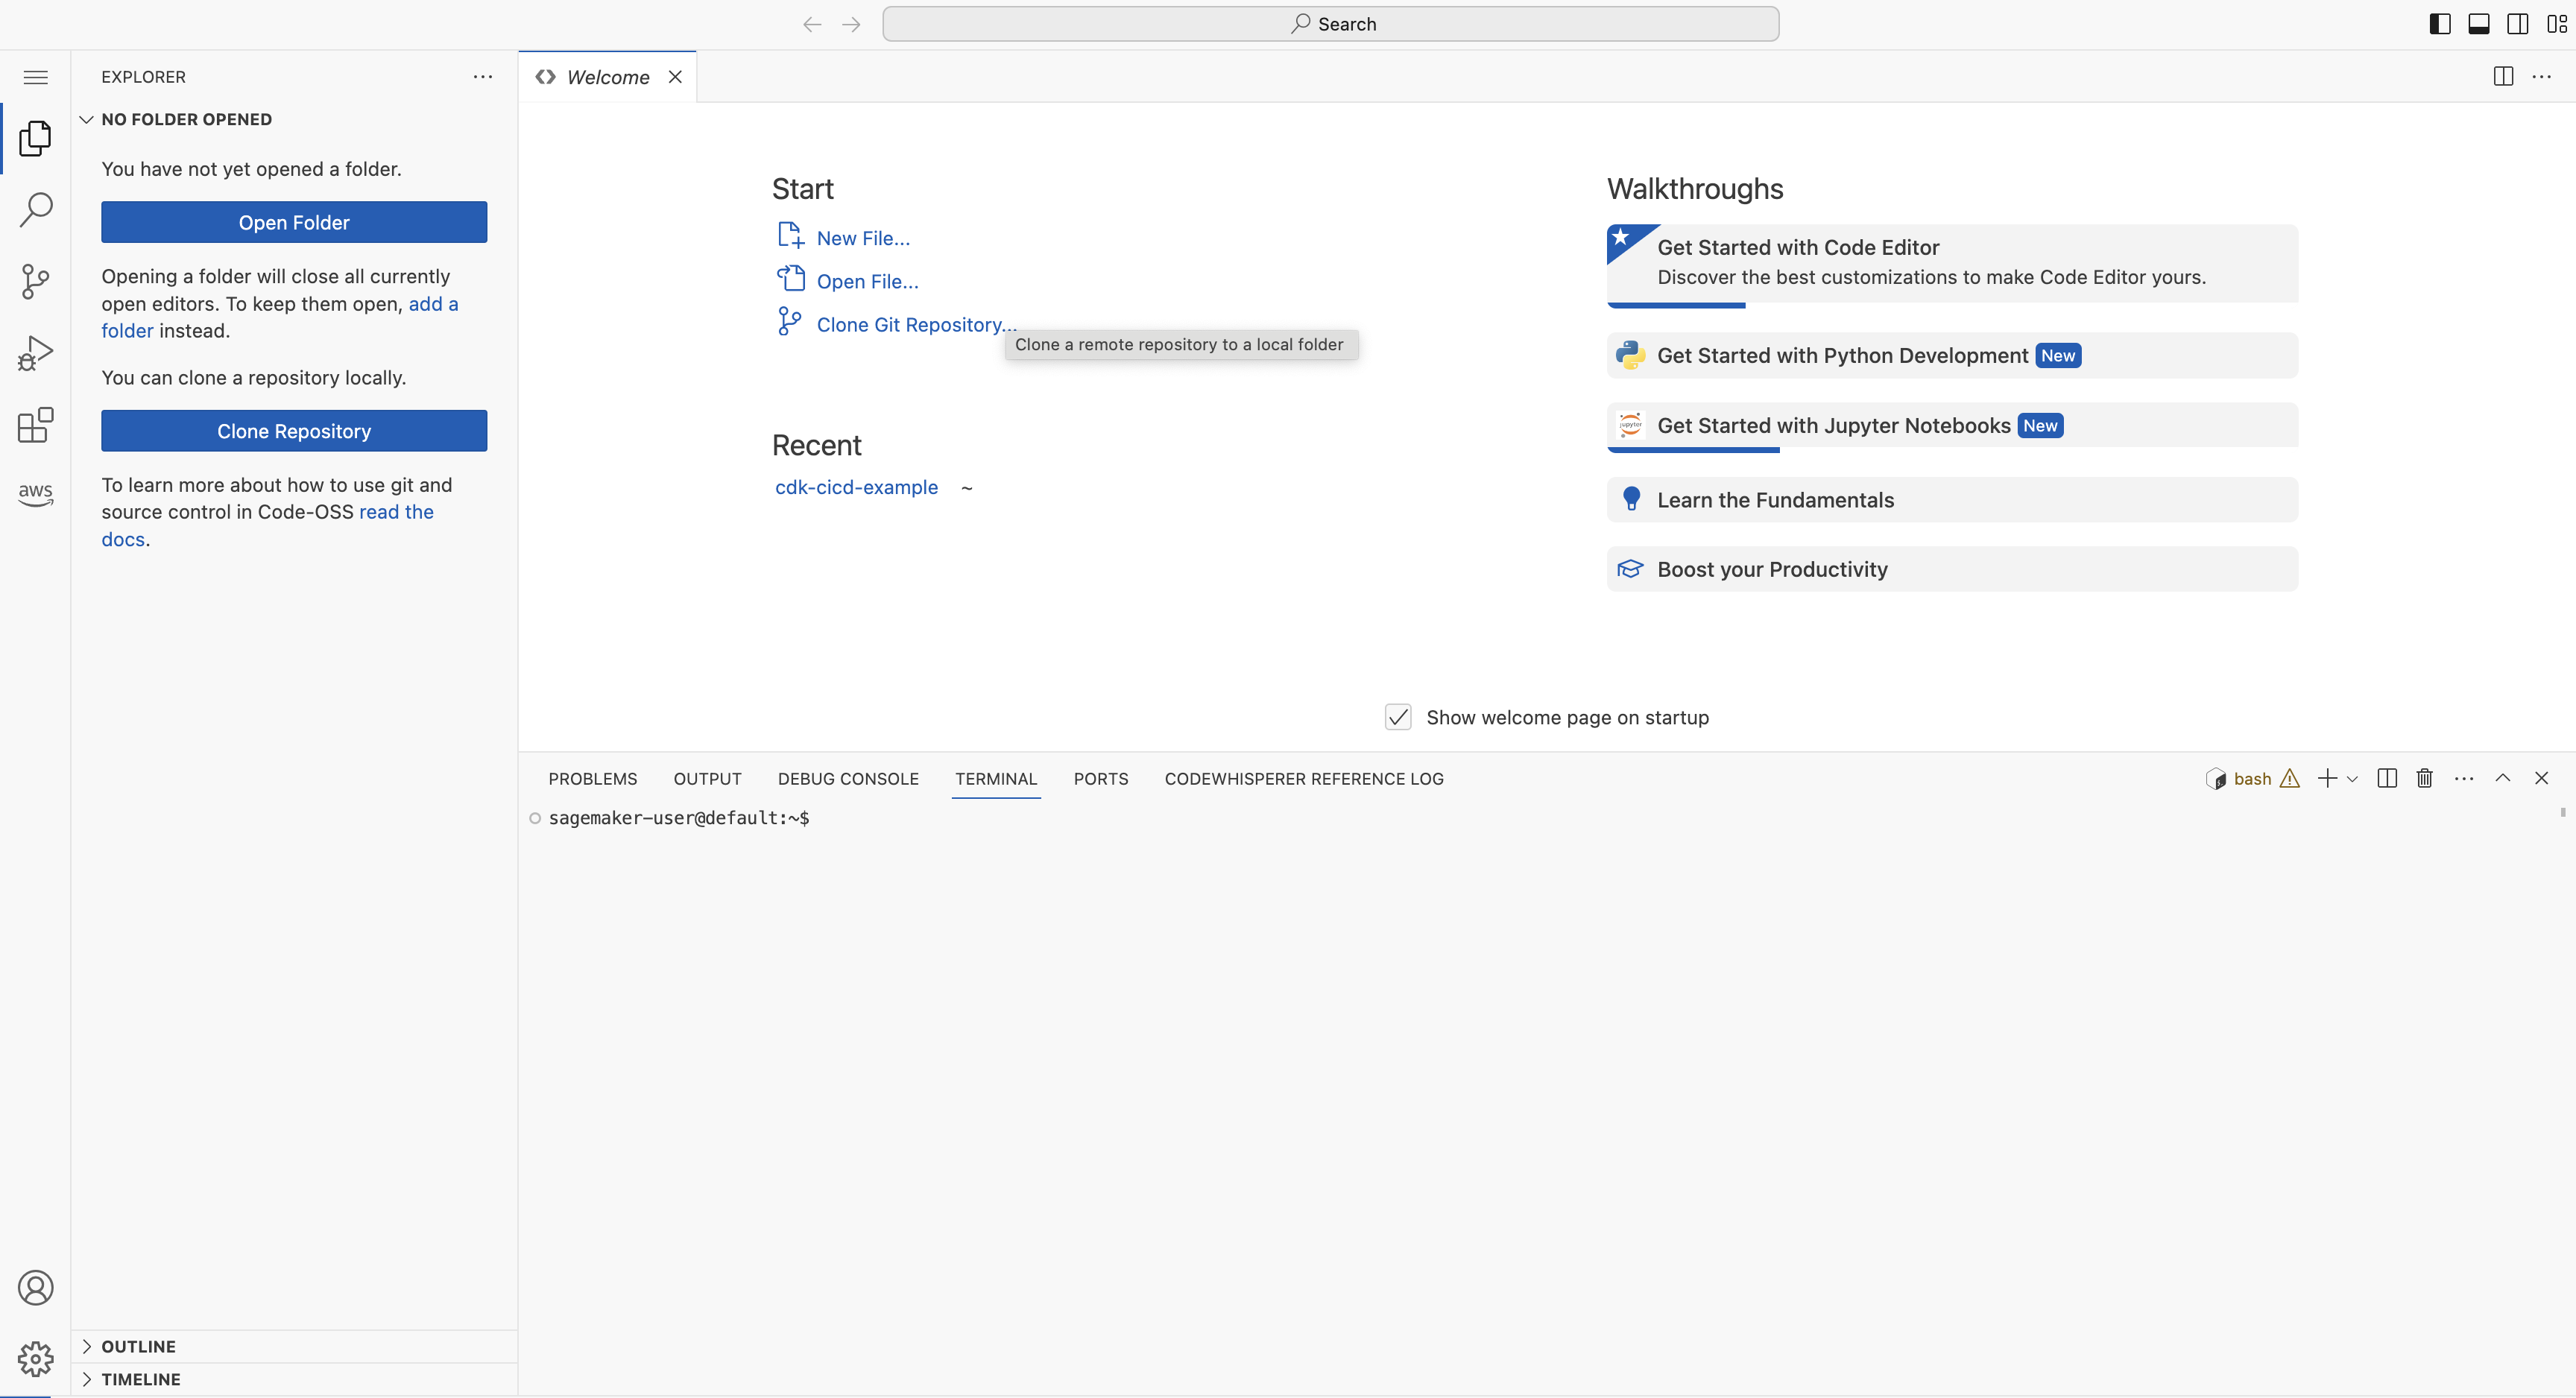 Search
EXPLORER
NO FOLDER OPENED
You have not yet opened a folder.
Open Folder
Opening a folder will close all currently
open editors. To keep them open, add a
folder instead.
You can clone a repository locally.
Clone Repository
To learn more about how to use git and
source control in Code-OSS read the
docs.
aws
OUTLINE
TIMELINE
Welcome
Start
New File...
Open File...
Clone Git Repository...
Clone a remote repository to a local folder
Recent
cdk-cicd-example ~
Walkthroughs
Get Started with Code Editor
Discover the best customizations to make Code Editor yours.
Get Started with Python Development New
jupyter
Get Started with Jupyter Notebooks New
Learn the Fundamentals
Boost your Productivity
Show welcome page on startup
PROBLEMS OUTPUT DEBUG CONSOLE TERMINAL PORTS CODEWHISPERER REFERENCE LOG
bash
sagemaker-user@default:~$